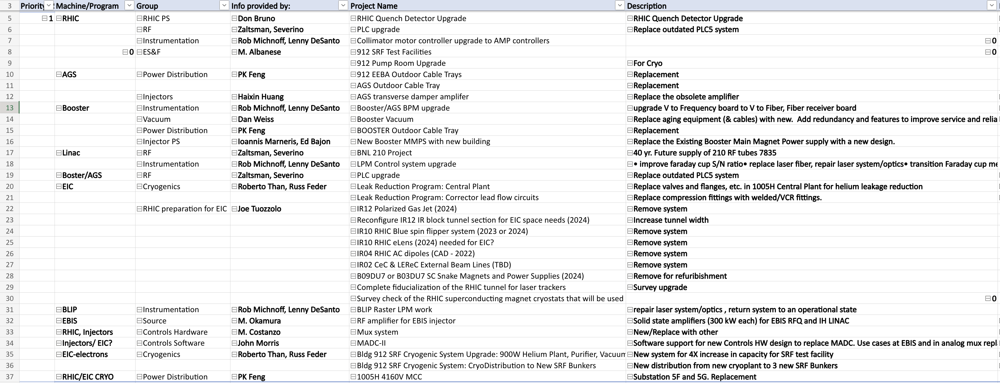 3 Priority Machine/Program Group Info provided by: Project Name Description
5 1 RHIC RHIC PS Don Bruno RHIC Quench Detector Upgrade RHIC Quench Detector Upgrade
6 RF Zaltsman, Severino PLC upgrade Replace outdated PLC5 system
7 Instrumentation Rob Michnoff, Lenny DeSanto Collimator motor controller upgrade to AMP controllers 0
8 0 ES&F M. Albanese 912 SRF Test Facilities 0
9 912 Pump Room Upgrade For Cryo
10 AGS Power Distribution PK Feng 912 EEBA Outdoor Cable Trays Replacement
11 AGS Outdoor Cable Tray Replacement
12 Injectors Haixin Huang AGS transverse damper amplifer Replace the obsolete amplifier
13 Booster Instrumentation Rob Michnoff, Lenny DeSanto Booster/AGS BPM upgrade upgrade V to Frequency board to V to Fiber, Fiber receiver board
14 Vacuum Dan Weiss Booster Vacuum Replace aging equipment (& cables) with new.  Add redundancy and features to improve service and relia
15 Power Distribution PK Feng BOOSTER Outdoor Cable Tray Replacement
16 Injector PS Ioannis Marneris, Ed Bajon New Booster MMPS with new building Replace the Existing Booster Main Magnet Power supply with a new design.
17 Linac RF Zaltsman, Severino BNL 210 Project 40 yr. Future supply of 210 RF tubes 7835
18 Instrumentation Rob Michnoff, Lenny DeSanto LPM Control system upgrade • improve faraday cup S/N ratio• replace laser fiber, repair laser system/optics• transition Faraday cup me
19 Boster/AGS RF Zaltsman, Severino PLC upgrade Replace outdated PLC5 system
20 EIC Cryogenics Roberto Than, Russ Feder Leak Reduction Program: Central Plant Replace valves and flanges, etc. in 1005H Central Plant for helium leakage reduction
21 Leak Reduction Program: Corrector lead flow circuits Replace compression fittings with welded/VCR fittings.
22 RHIC preparation for EIC Joe Tuozzolo IR12 Polarized Gas Jet (2024) Remove system
23 Reconfigure IR12 IR block tunnel section for EIC space needs (2024) Increase tunnel width
24 IR10 RHIC Blue spin flipper system (2023 or 2024) Remove system
25 IR10 RHIC eLens (2024) needed for EIC? Remove system
26 IR04 RHIC AC dipoles (CAD - 2022) Remove system
27 IR02 CeC & LEReC External Beam Lines (TBD) Remove system
28 B09DU7 or B03DU7 SC Snake Magnets and Power Supplies (2024) Remove for refuribishment
29 Complete fiducialization of the RHIC tunnel for laser trackers Survey upgrade
30 Survey check of the RHIC superconducting magnet cryostats that will be used 0
31 BLIP Instrumentation Rob Michnoff, Lenny DeSanto BLIP Raster LPM work repair laser system/optics , return system to an operational state
32 EBIS Source M. Okamura RF amplifier for EBIS injector Solid state amplifiers (300 kW each) for EBIS RFQ and IH LINAC
33 RHIC, Injectors Controls Hardware M. Costanzo Mux system New/Replace with other
34 Injectors/ EIC? Controls Software John Morris MADC-II Software support for new Controls HW design to replace MADC. Use cases at EBIS and in analog mux repl
35 EIC-electrons Cryogenics Roberto Than, Russ Feder Bldg 912 SRF Cryogenic System Upgrade: 900W Helium Plant, Purifier, Vacuum New system for 4X increase in capacity for SRF test facility
36 Bldg 912 SRF Cryogenic System: CryoDistribution to New SRF Bunkers New distribution from new cryoplant to 3 new SRF Bunkers
37 RHIC/EIC CRYO Power Distribution PK Feng 1005H 4160V MCC Substation 5F and 5G. Replacement